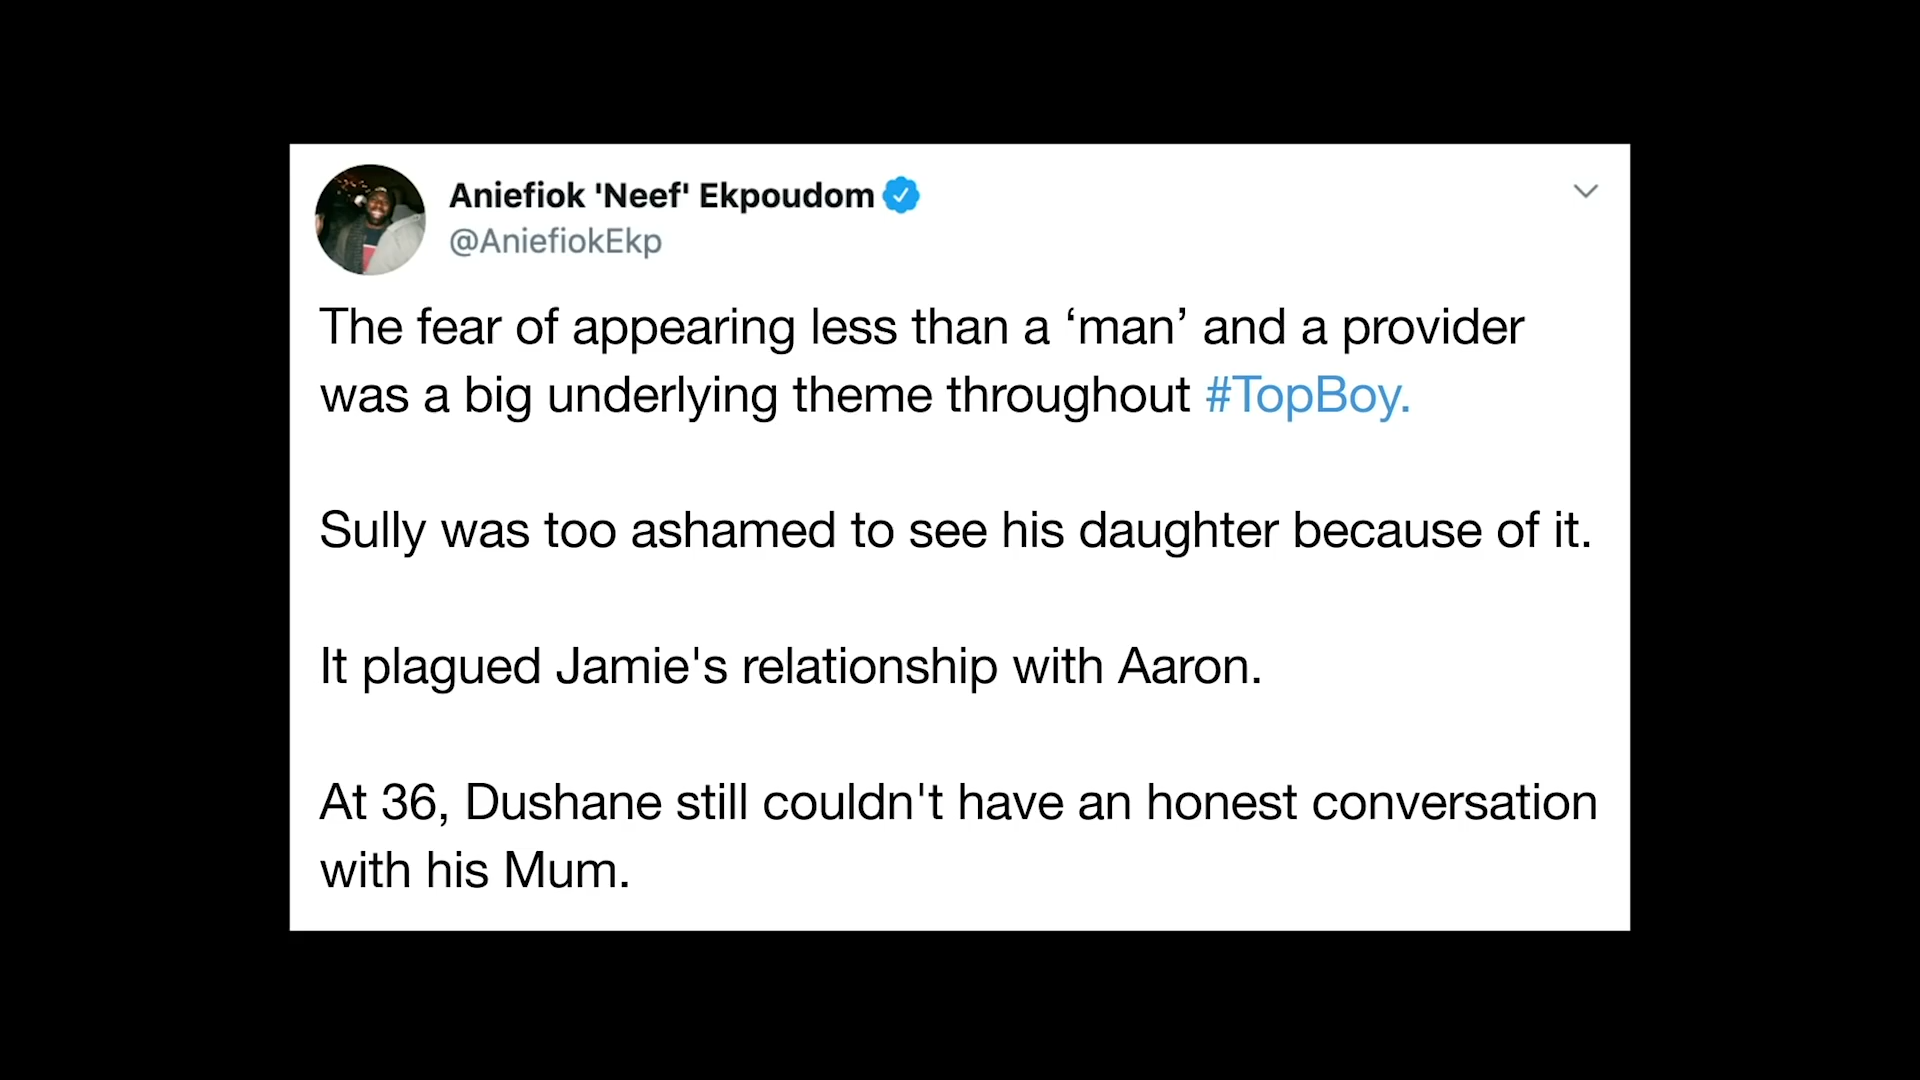 Aniefiok 'Neef' Ekpoudom
@AniefiokEkp
The fear of appearing less than a ‘man’ and a provider
was a big underlying theme throughout #TopBoy.
Sully was too ashamed to see his daughter because of it.
It plagued Jamie's relationship with Aaron.
At 36, Dushane still couldn't have an honest conversation
with his Mum.